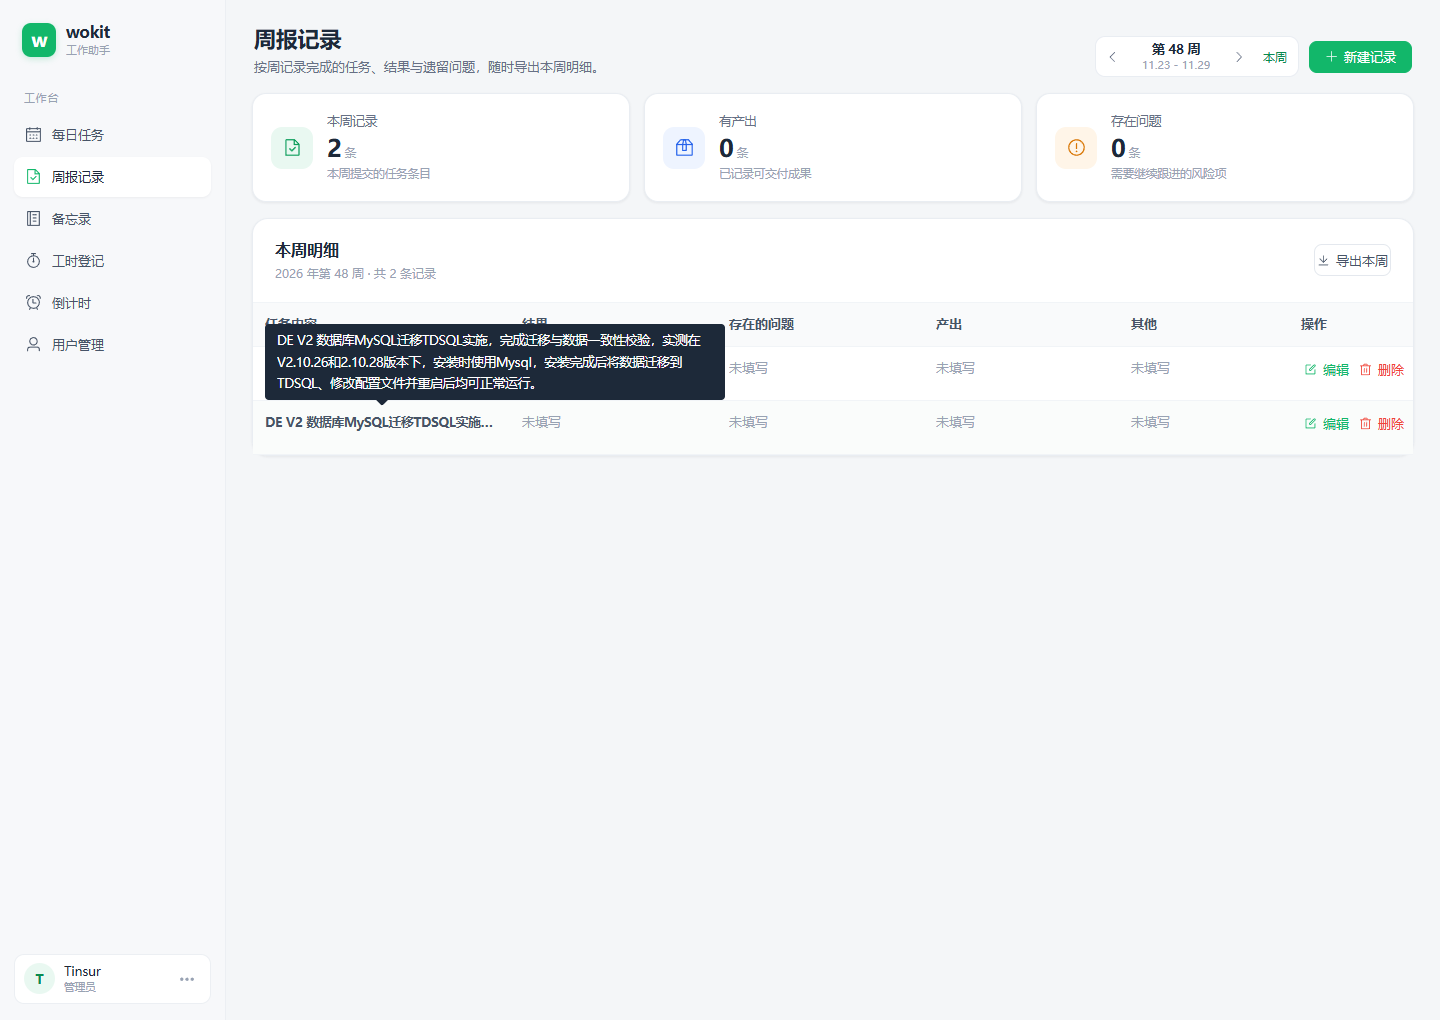 w
wokit
工作助手
工作台
每日任务
周报记录
备忘录
工时登记
倒计时
用户管理
T
Tinsur
管理员
周报记录
按周记录完成的任务、结果与遗留问题，随时导出本周明细。
第 48 周
11.23 - 11.29
本周
新建记录
本周记录
2 条
本周提交的任务条目
有产出
0 条
已记录可交付成果
存在问题
0 条
需要继续跟进的风险项
本周明细
2026 年第 48 周 · 共 2 条记录
导出本周
任务内容 结果 存在的问题 产出 其他 操作
DE V2 数据库MySQL迁移TDSQL实施，完成迁移与数据一致性校验，实测在
V2.10.26和2.10.28版本下，安装时使用Mysql，安装完成后将数据迁移到
TDSQL、修改配置文件并重启后均可正常运行。
未填写 未填写 未填写 编辑 删除
DE V2 数据库MySQL迁移TDSQL实施... 未填写 未填写 未填写 未填写 编辑 删除